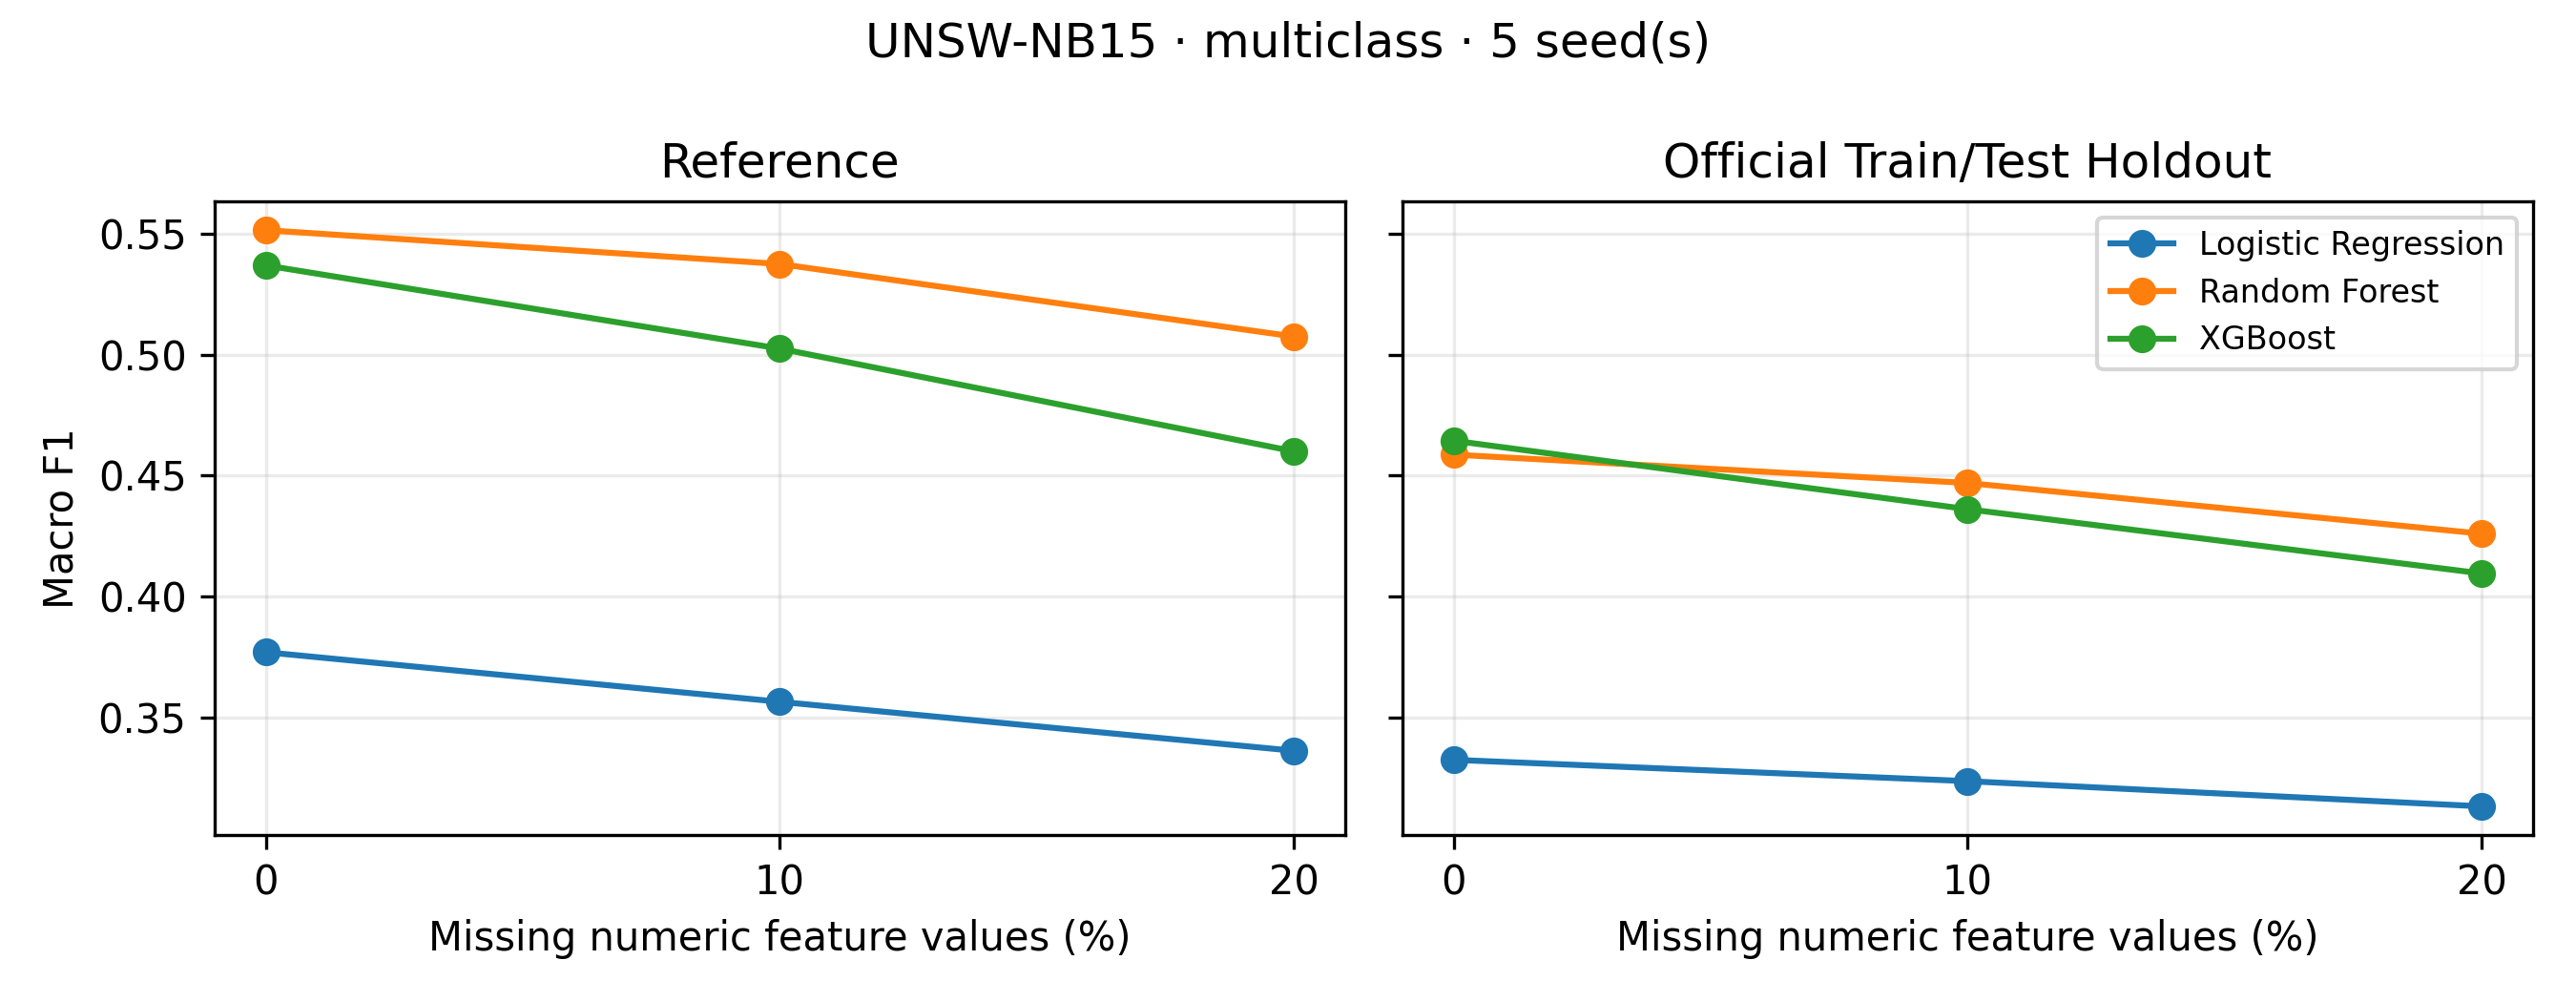 UNSW-NB15 · multiclass · 5 seed(s)
Reference
Official Train/Test Holdout
Macro F1
0.55
0.50
0.45
0.40
0.35
0 10 20
Missing numeric feature values (%)
Logistic Regression
Random Forest
XGBoost
0 10 20
Missing numeric feature values (%)